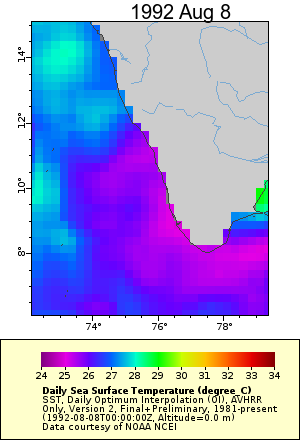 1992 Aug 8
14°
12°
10°
8°
74° 76° 78°
24 25 26 27 28 29 30 31 32 33 34
Daily Sea Surface Temperature (degree_C)
SST, Daily Optimum Interpolation (OI), AVHRR
Only, Version 2, Final+Preliminary, 1981-present
(1992-08-08T00:00:00Z, Altitude=0.0 m)
Data courtesy of NOAA NCEI